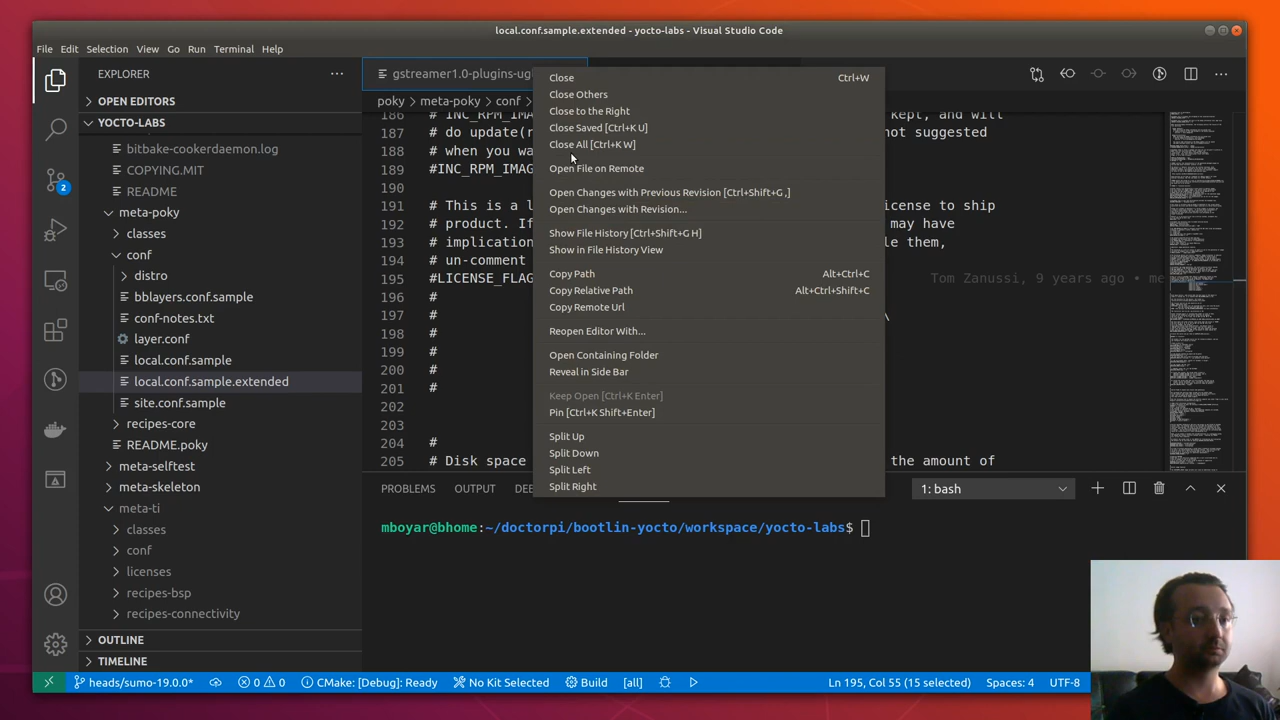 local.conf.sample.extended - yocto-labs - Visual Studio Code
File Edit Selection View Go Run Terminal Help
EXPLORER
OPEN EDITORS
YOCTO-LABS
bitbake-cookerdaemon.log
COPYING.MIT
README
meta-poky
classes
conf
distro
bblayers.conf.sample
conf-notes.txt
layer.conf
local.conf.sample
local.conf.sample.extended
site.conf.sample
recipes-core
README.poky
meta-selftest
meta-skeleton
meta-ti
classes
conf
licenses
recipes-bsp
recipes-connectivity
OUTLINE
TIMELINE
2
gstreamer1.0-plugins-ug
poky > meta-poky > conf >
186 # INC_RPM_IMA kept, and will
187 # do update(r not suggested
188 # when you wa
189 #INC_RPM_IMAG
190
191 # This is a l icense to ship
192 # product. If may have
193 # implication le them,
194 # un-comment
195 #LICENSE_FLAG Tom Zanussi, 9 years ago • me
196 #
197 # \
198 #
199 #
200 #
201 #
202
203
204 #
205 # Disk space the amount of
Close Ctrl+W
Close Others
Close to the Right
Close Saved [Ctrl+K U]
Close All [Ctrl+K W]
Open File on Remote
Open Changes with Previous Revision [Ctrl+Shift+G ,]
Open Changes with Revision...
Show File History [Ctrl+Shift+G H]
Show in File History View
Copy Path Alt+Ctrl+C
Copy Relative Path Alt+Ctrl+Shift+C
Copy Remote Url
Reopen Editor With...
Open Containing Folder
Reveal in Side Bar
Keep Open [Ctrl+K Enter]
Pin [Ctrl+K Shift+Enter]
Split Up
Split Down
Split Left
Split Right
PROBLEMS OUTPUT DEB 1: bash
mboyar@bhome:~/doctorpi/bootlin-yocto/workspace/yocto-labs$
heads/sumo-19.0.0* 0 0 CMake: [Debug]: Ready No Kit Selected Build [all] Ln 195, Col 55 (15 selected) Spaces: 4 UTF-8